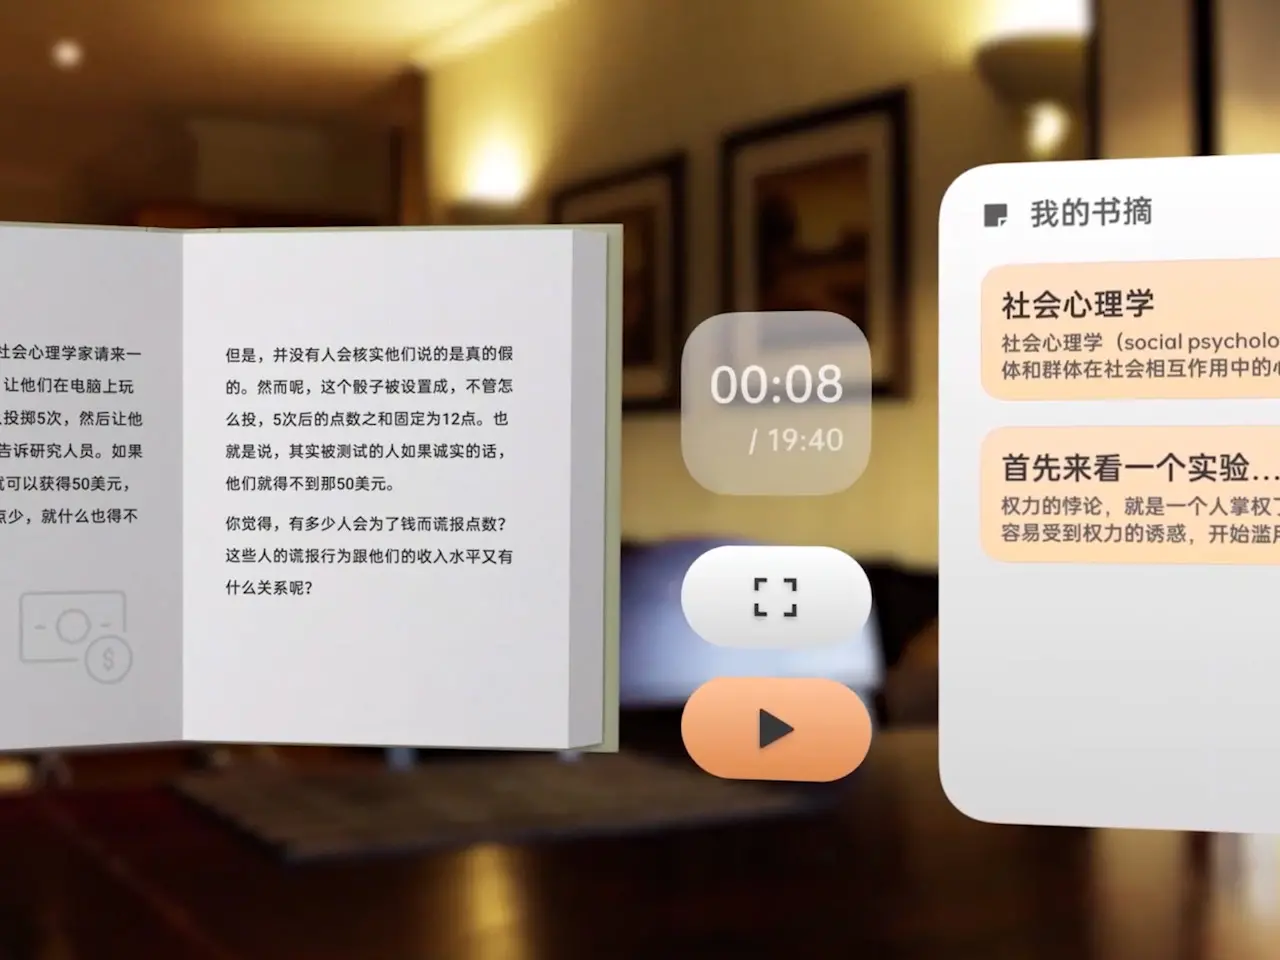 社会心理学家请来一
让他们在电脑上玩
投掷5次，然后让他
告诉研究人员。如果
可以获得50美元，
点少，就什么也得不
但是，并没有人会核实他们说的是真的假
的。然而呢，这个骰子被设置成，不管怎
么投，5次后的点数之和固定为12点。也
就是说，其实被测试的人如果诚实的话，
他们就得不到那50美元。
你觉得，有多少人会为了钱而谎报点数？
这些人的谎报行为跟他们的收入水平又有
什么关系呢？
00:08
/ 19:40
我的书摘
社会心理学
社会心理学（social psycholo
体和群体在社会相互作用中的
首先来看一个实验...
权力的悖论，就是一个人掌权
容易受到权力的诱惑，开始滥